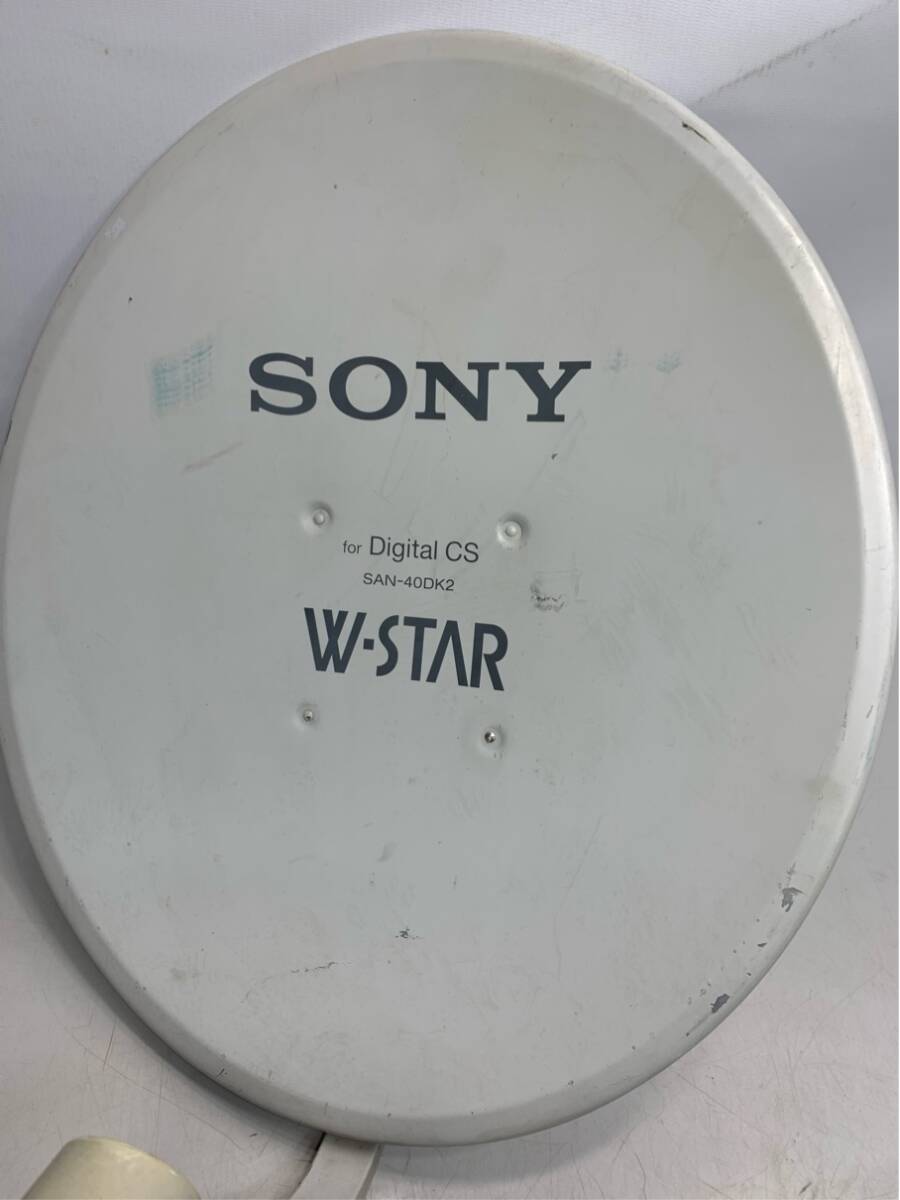 SONY
for Digital CS
SAN-40DK2
W·STAR